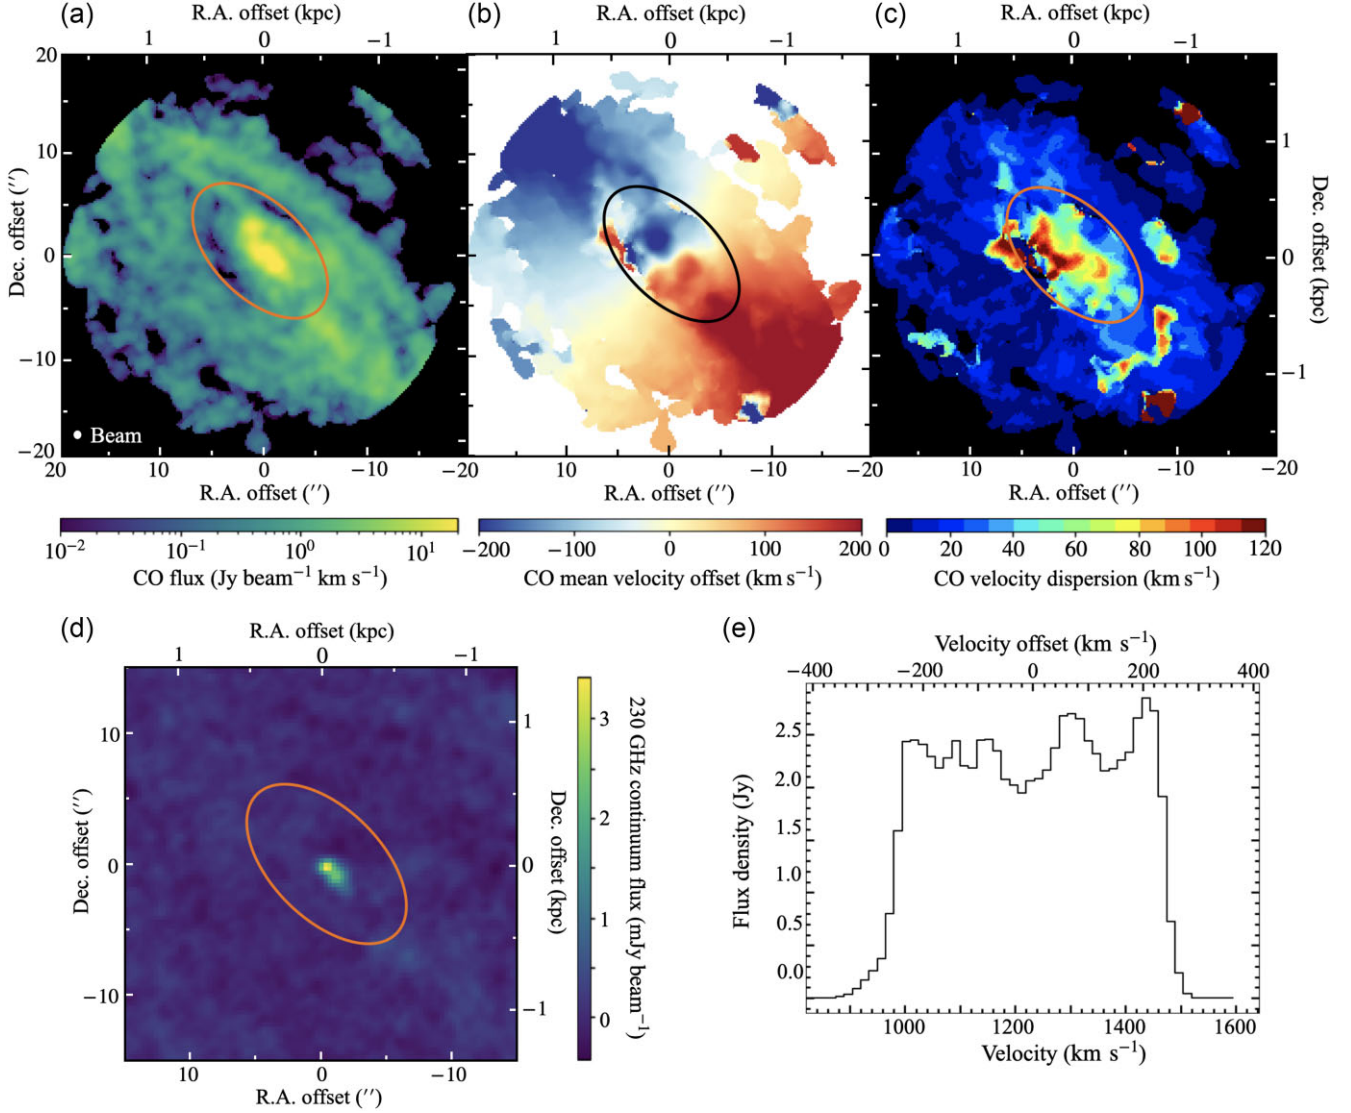 (a)
R.A. offset (kpc)
1 0 −1
20
10
0
−10
−20
Dec. offset (′′)
Beam
20 10 0 −10 −20
R.A. offset (′′)
10⁻² 10⁻¹ 10⁰ 10¹
CO flux (Jy beam⁻¹ km s⁻¹)
(b)
R.A. offset (kpc)
1 0 −1
10 0 −10 −20
R.A. offset (′′)
−200 −100 0 100 200
CO mean velocity offset (km s⁻¹)
(c)
R.A. offset (kpc)
1 0 −1
1
0
−1
Dec. offset (kpc)
10 0 −10 −20
R.A. offset (′′)
0 20 40 60 80 100 120
CO velocity dispersion (km s⁻¹)
(d)
R.A. offset (kpc)
1 0 −1
10
0
−10
Dec. offset (′′)
1
0
−1
Dec. offset (kpc)
10 0 −10
R.A. offset (′′)
3
2
1
0
230 GHz continuum flux (mJy beam⁻¹)
(e)
Velocity offset (km s⁻¹)
−400 −200 0 200 400
2.5
2.0
1.5
1.0
0.5
0.0
Flux density (Jy)
1000 1200 1400 1600
Velocity (km s⁻¹)